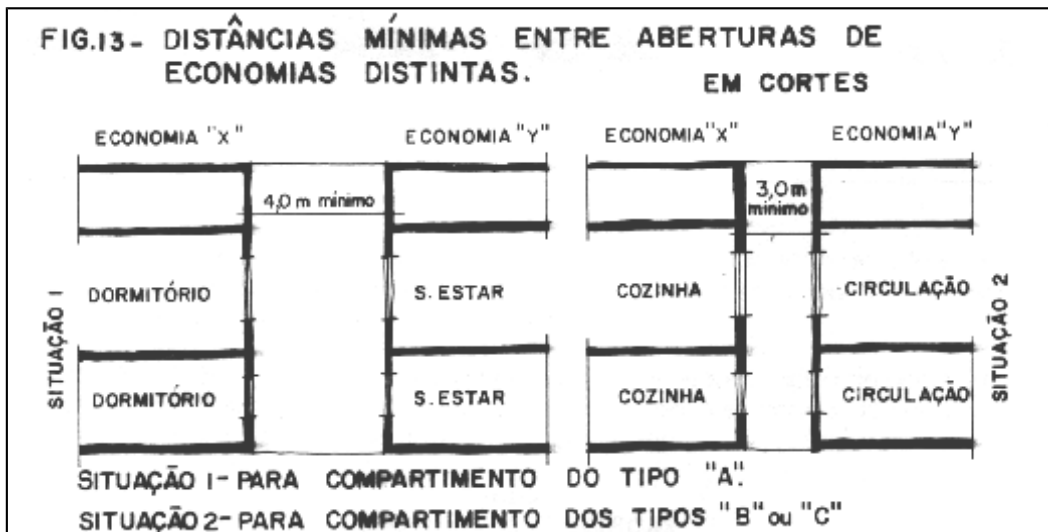 FIG.13- DISTÂNCIAS MÍNIMAS ENTRE ABERTURAS DE
ECONOMIAS DISTINTAS.
EM CORTES
ECONOMIA "X"
ECONOMIA "Y"
4,0 m mínimo
DORMITÓRIO
S. ESTAR
DORMITÓRIO
S. ESTAR
SITUAÇÃO 1
ECONOMIA "X"
ECONOMIA "Y"
3,0 m
mínimo
COZINHA
CIRCULAÇÃO
COZINHA
CIRCULAÇÃO
SITUAÇÃO 2
SITUAÇÃO 1- PARA COMPARTIMENTO DO TIPO "A".
SITUAÇÃO 2- PARA COMPARTIMENTO DOS TIPOS "B" ou "C"